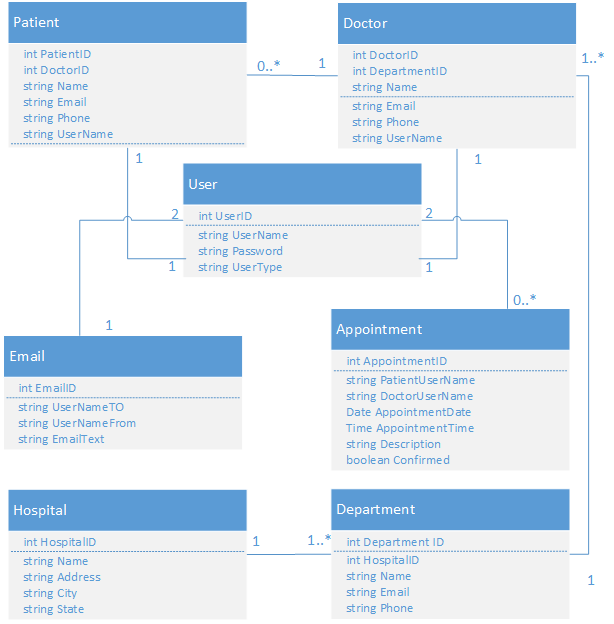 Patient
int PatientID
int DoctorID
string Name
string Email
string Phone
string UserName
0..*
1
Doctor
int DoctorID
int DepartmentID
string Name
string Email
string Phone
string UserName
1..*
1
1
User
int UserID
string UserName
string Password
string UserType
2
2
1
1
1
0..*
Email
int EmailID
string UserNameTO
string UserNameFrom
string EmailText
Appointment
int AppointmentID
string PatientUserName
string DoctorUserName
Date AppointmentDate
Time AppointmentTime
string Description
boolean Confirmed
Hospital
int HospitalID
string Name
string Address
string City
string State
1
1..*
Department
int Department ID
int HospitalID
string Name
string Email
string Phone
1